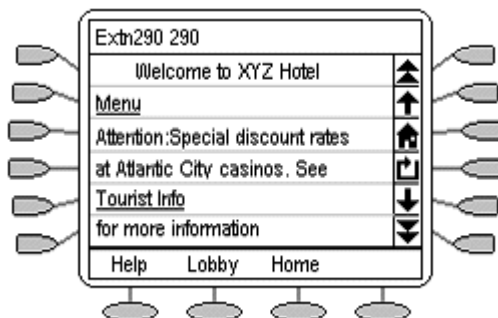 Extn290 290
Welcome to XYZ Hotel
Menu
Attention:Special discount rates
at Atlantic City casinos. See
Tourist Info
for more information
Help Lobby Home